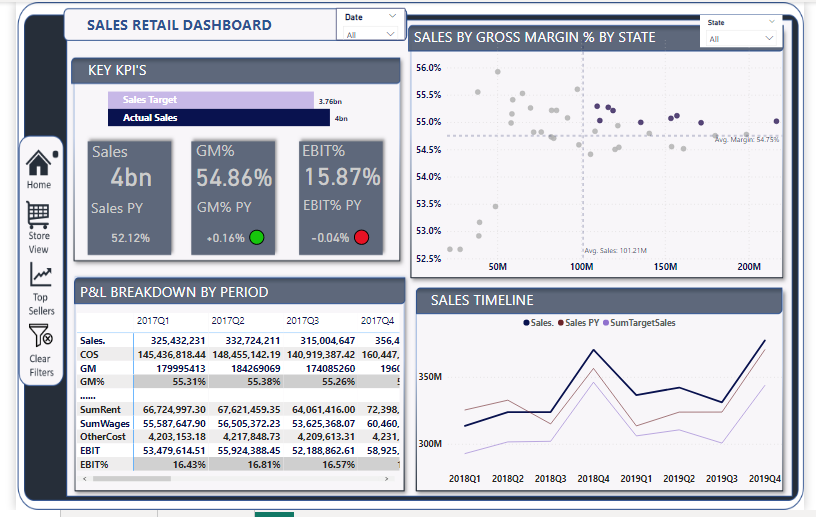 SALES RETAIL DASHBOARD
Date
All
State
All
Home
Store
View
Top
Sellers
Clear
Filters
KEY KPI'S
Sales Target 3.76bn
Actual Sales 4bn
Sales
4bn
Sales PY
52.12%
GM%
54.86%
GM% PY
+0.16%
EBIT%
15.87%
EBIT% PY
-0.04%
SALES BY GROSS MARGIN % BY STATE
56.0%
55.5%
55.0%
54.5%
54.0%
53.5%
53.0%
52.5%
Avg. Margin: 54.75%
Avg. Sales: 101.21M
50M 100M 150M 200M
P&L BREAKDOWN BY PERIOD
2017Q1 2017Q2 2017Q3 2017Q4
Sales. 325,432,231 332,724,211 315,004,647 356,4
COS 145,436,818.44 148,455,142.19 140,919,387.42 160,447,
GM 179995413 184269069 174085260 1960
GM% 55.31% 55.38% 55.26% 5
......
SumRent 66,724,997.30 67,621,459.35 64,061,416.00 72,398,
SumWages 55,587,647.90 56,505,372.23 53,625,368.07 60,460,
OtherCost 4,203,153.18 4,217,848.73 4,209,613.31 4,231,
EBIT 53,479,614.51 55,924,388.45 52,188,862.61 58,925,
EBIT% 16.43% 16.81% 16.57% 1
SALES TIMELINE
Sales. Sales PY SumTargetSales
350M
300M
2018Q1 2018Q2 2018Q3 2018Q4 2019Q1 2019Q2 2019Q3 2019Q4